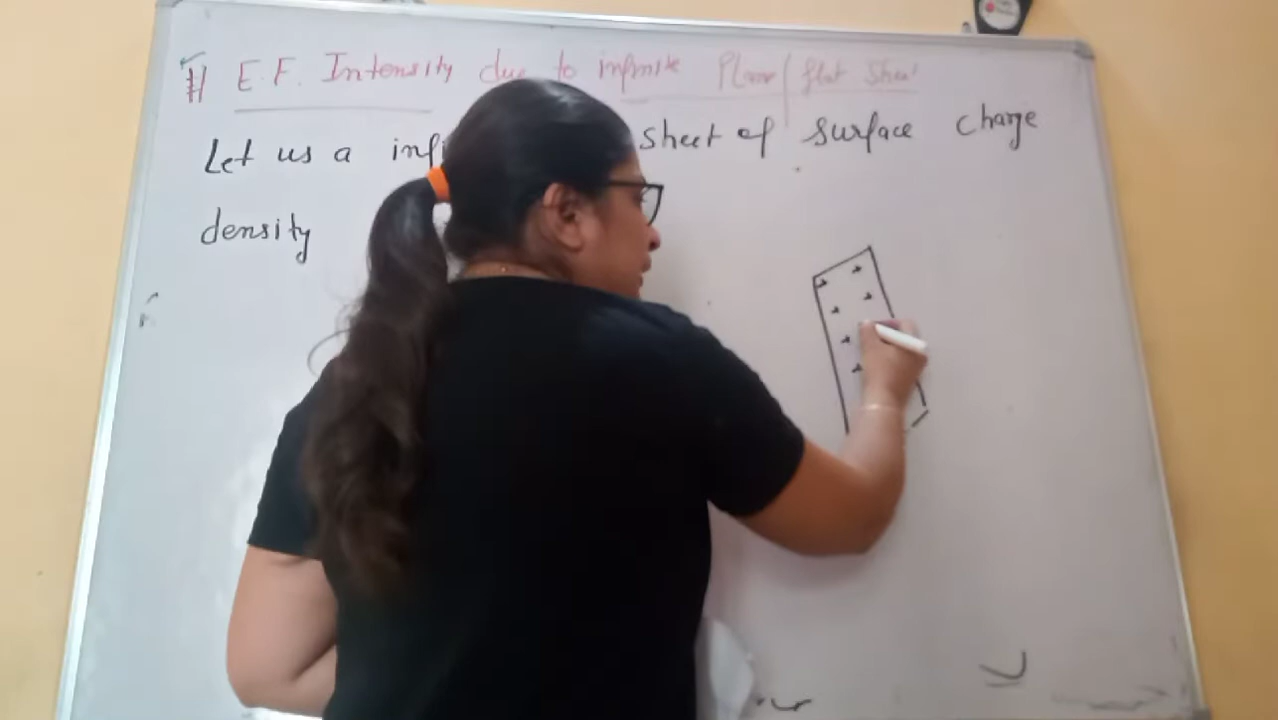 # E.F. Intensity due to infinite Plane/flat Sheet
Let us a inf sheet of surface charge
density